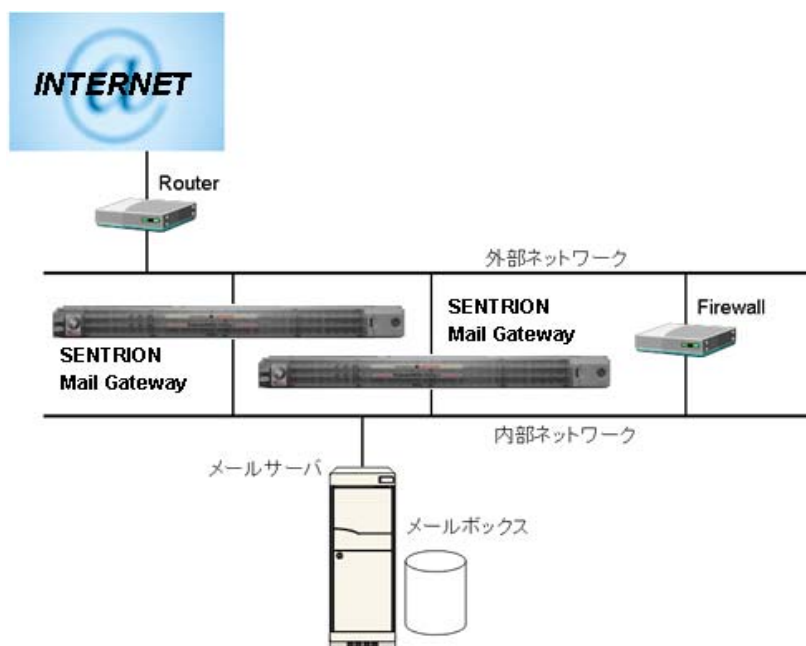 INTERNET
Router
外部ネットワーク
SENTRION
Mail Gateway
Firewall
SENTRION
Mail Gateway
内部ネットワーク
メールサーバ
メールボックス